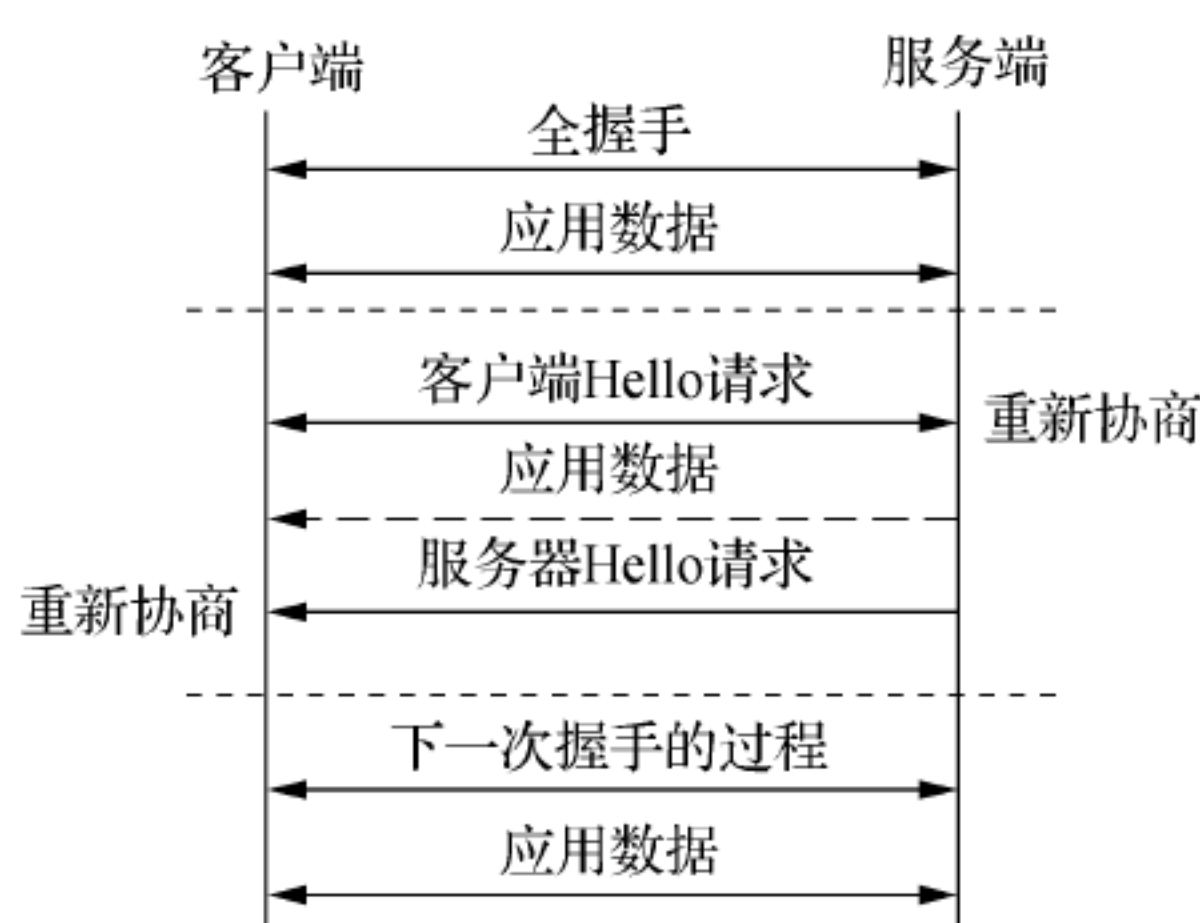 客户端
服务端
全握手
应用数据
客户端Hello请求
重新协商
应用数据
服务器Hello请求
重新协商
下一次握手的过程
应用数据